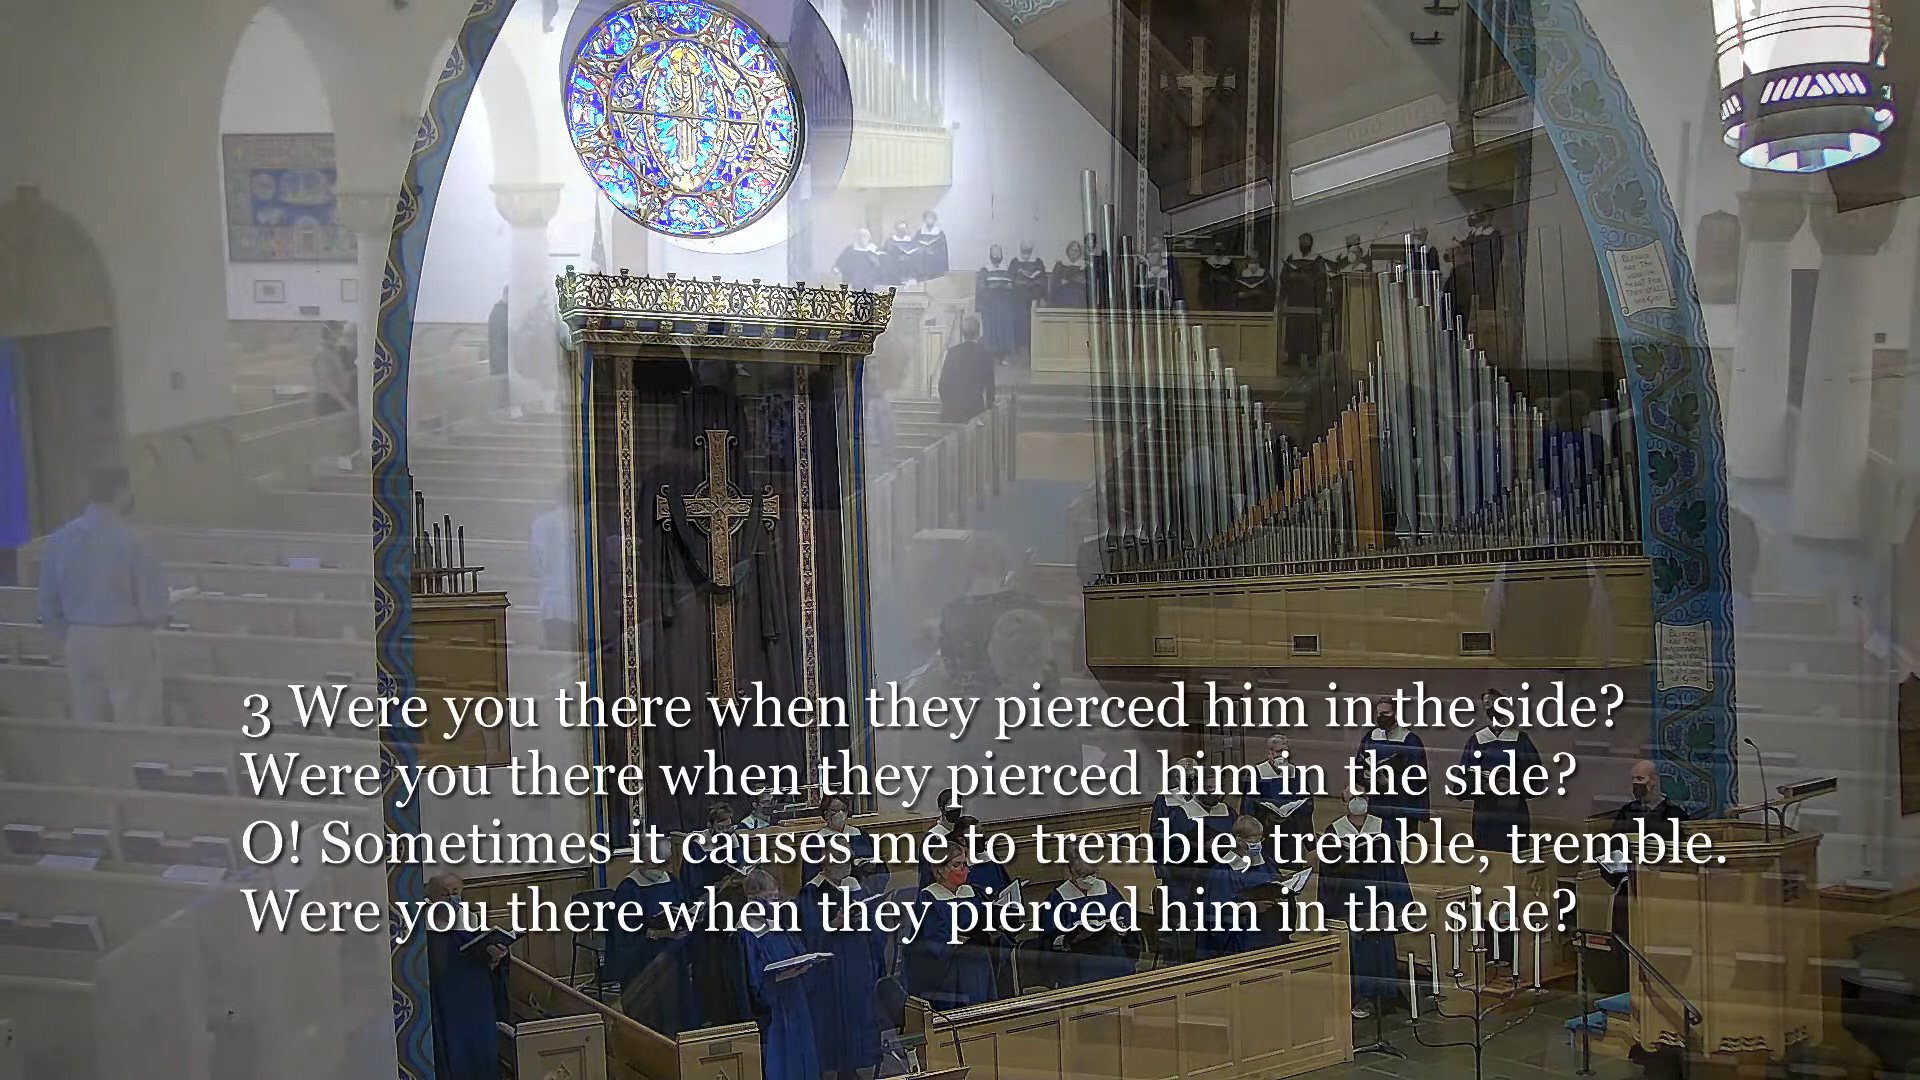 3 Were you there when they pierced him in the side?
Were you there when they pierced him in the side?
O! Sometimes it causes me to tremble, tremble, tremble.
Were you there when they pierced him in the side?